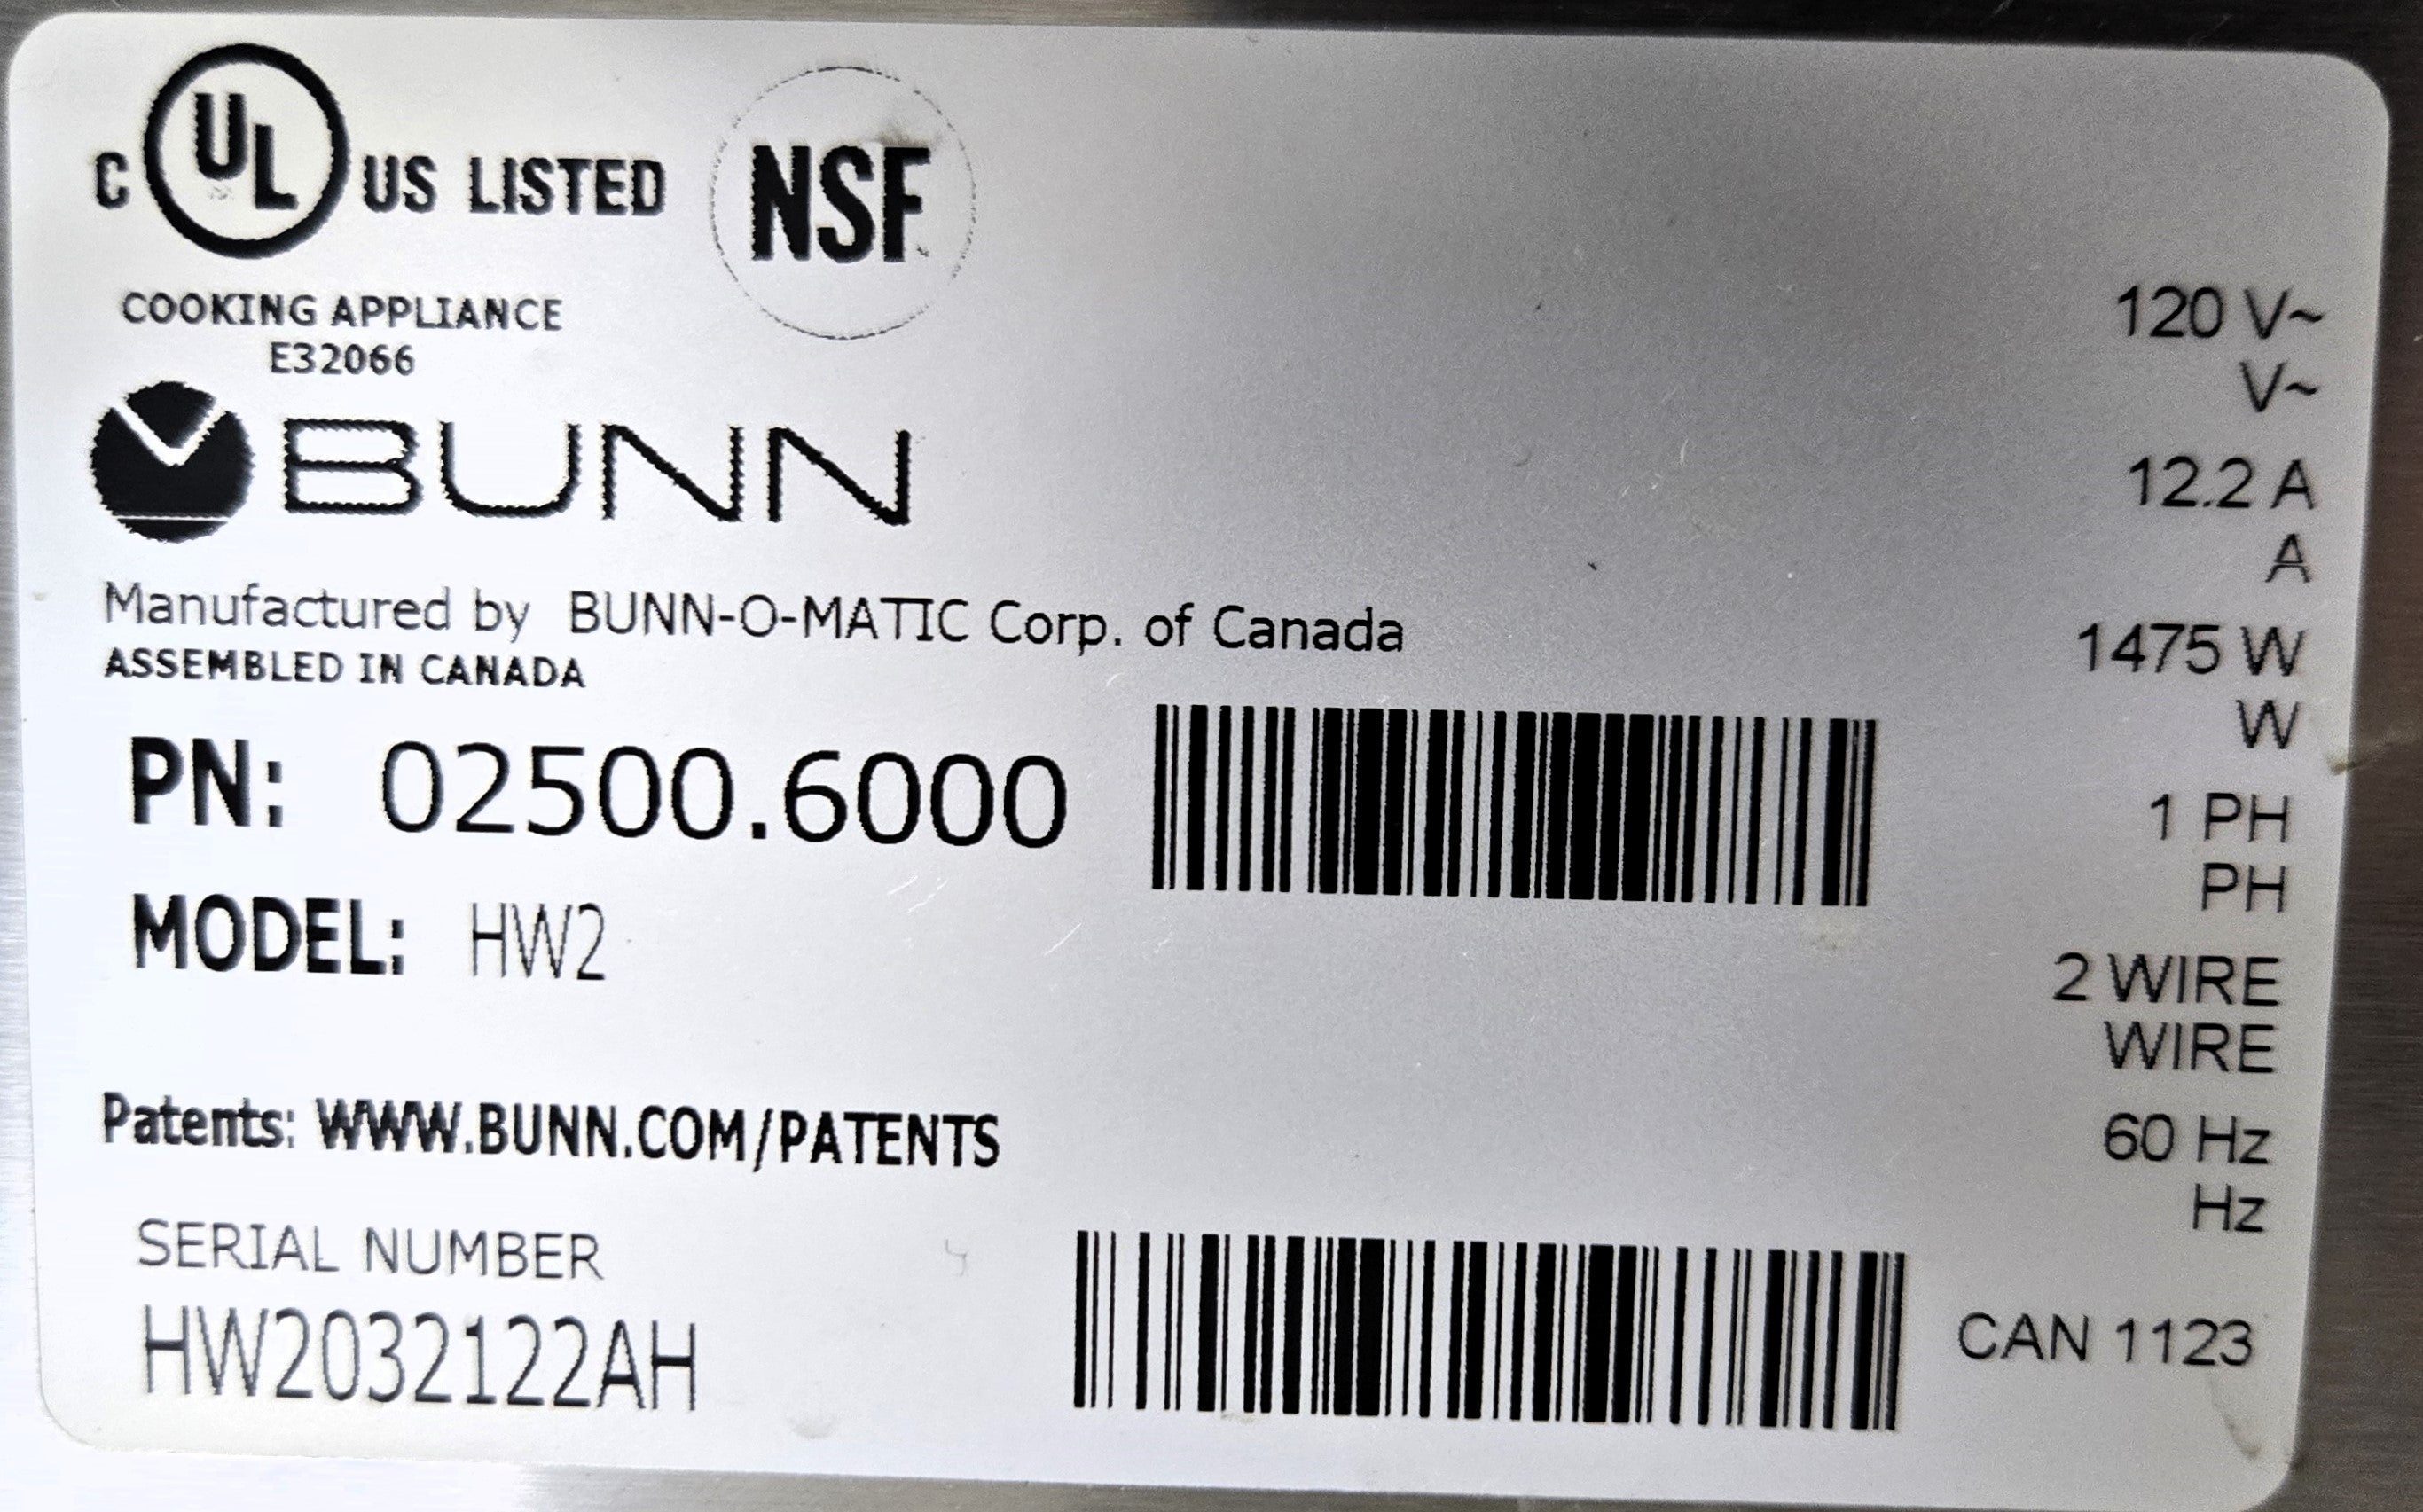 C UL US LISTED NSF
COOKING APPLIANCE
E32066
BUNN
Manufactured by BUNN-O-MATIC Corp. of Canada
ASSEMBLED IN CANADA
PN: 02500.6000
MODEL: HW2
Patents: WWW.BUNN.COM/PATENTS
SERIAL NUMBER
HW2032122AH
120 V~
V~
12.2 A
A
1475 W
W
1 PH
PH
2 WIRE
WIRE
60 Hz
Hz
CAN 1123